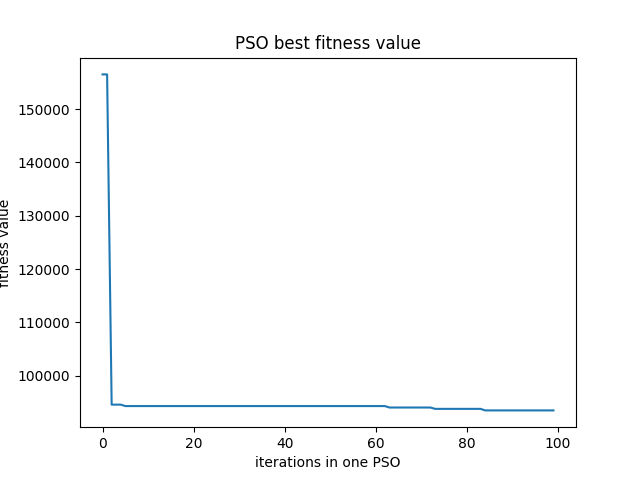 PSO best fitness value
fitness value
150000
140000
130000
120000
110000
100000
0 20 40 60 80 100
iterations in one PSO